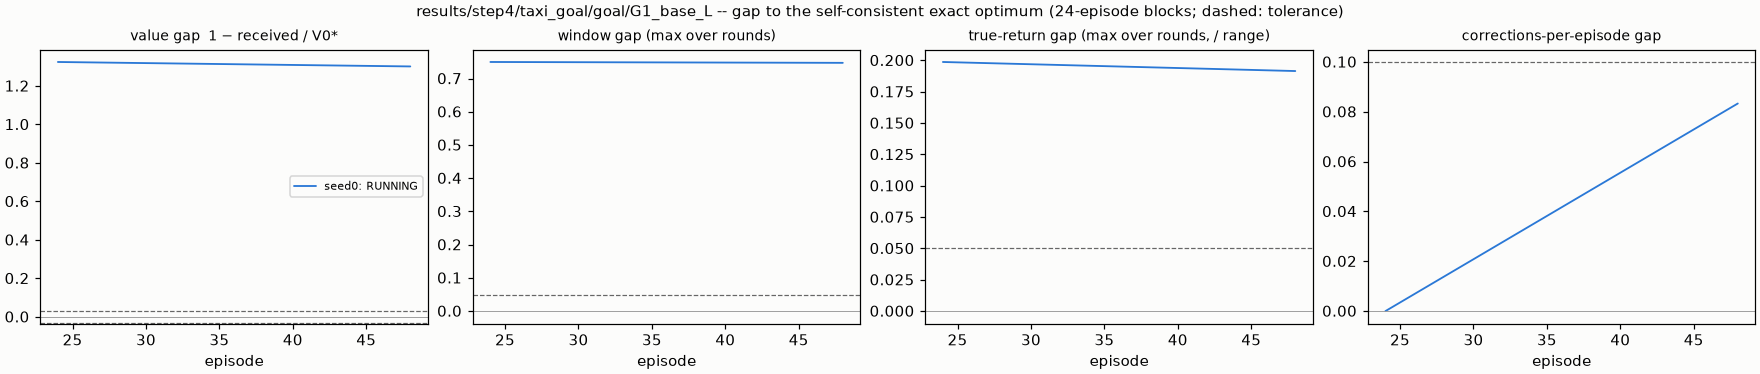 results/step4/taxi_goal/goal/G1_base_L -- gap to the self-consistent exact optimum (24-episode blocks; dashed: tolerance)
value gap  1 − received / V0*
1.2
1.0
0.8
0.6
0.4
0.2
0.0
25 30 35 40 45
episode
seed0: RUNNING
window gap (max over rounds)
0.7
0.6
0.5
0.4
0.3
0.2
0.1
0.0
25 30 35 40 45
episode
true-return gap (max over rounds, / range)
0.200
0.175
0.150
0.125
0.100
0.075
0.050
0.025
0.000
25 30 35 40 45
episode
corrections-per-episode gap
0.10
0.08
0.06
0.04
0.02
0.00
25 30 35 40 45
episode